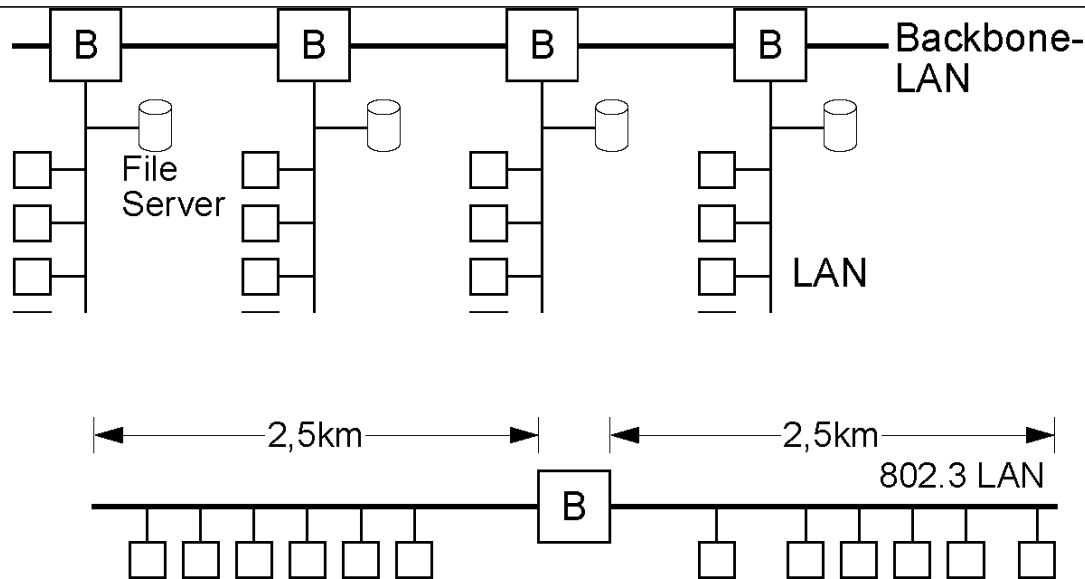 B B B B Backbone-
LAN
File
Server
LAN
2,5km 2,5km
802.3 LAN
B